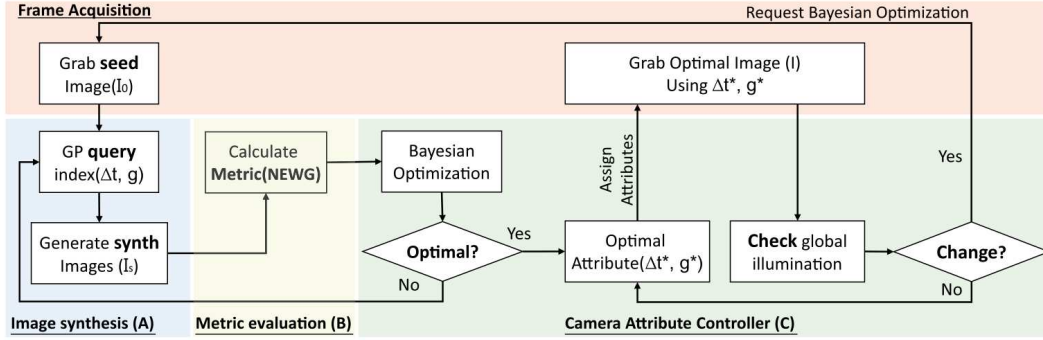 Frame Acquisition
Request Bayesian Optimization
Grab seed
Image(I₀)
Grab Optimal Image (I)
Using Δt*, g*
GP query
index(Δt, g)
Generate synth
Images (Iₛ)
Calculate
Metric(NEWG)
Bayesian
Optimization
Optimal?
Yes
No
Assign
Attributes
Optimal
Attribute(Δt*, g*)
Check global
illumination
Change?
Yes
No
Image synthesis (A)
Metric evaluation (B)
Camera Attribute Controller (C)